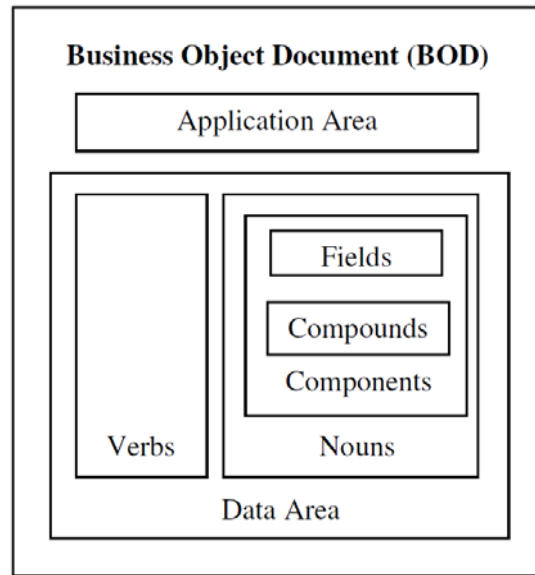 Business Object Document (BOD)
Application Area
Fields
Compounds
Components
Verbs
Nouns
Data Area